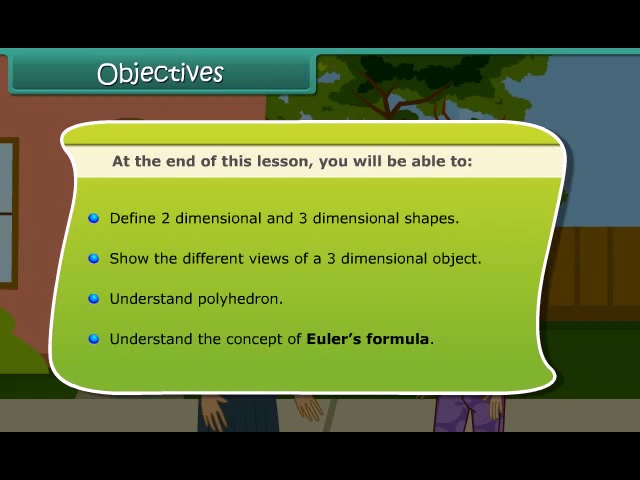 Objectives
At the end of this lesson, you will be able to:
Define 2 dimensional and 3 dimensional shapes.
Show the different views of a 3 dimensional object.
Understand polyhedron.
Understand the concept of Euler’s formula.